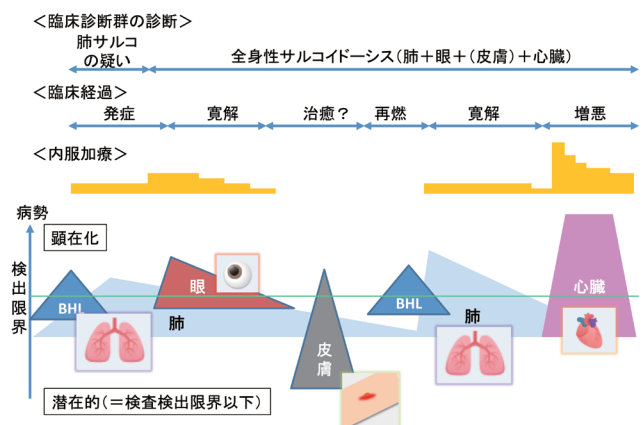 ＜臨床診断群の診断＞
肺サルコ
の疑い
全身性サルコイドーシス（肺＋眼＋（皮膚）＋心臓）
＜臨床経過＞
発症
寛解
治癒？
再燃
寛解
増悪
＜内服加療＞
病勢
顕在化
検出限界
BHL
肺
眼
皮膚
BHL
肺
心臓
潜在的（＝検査検出限界以下）